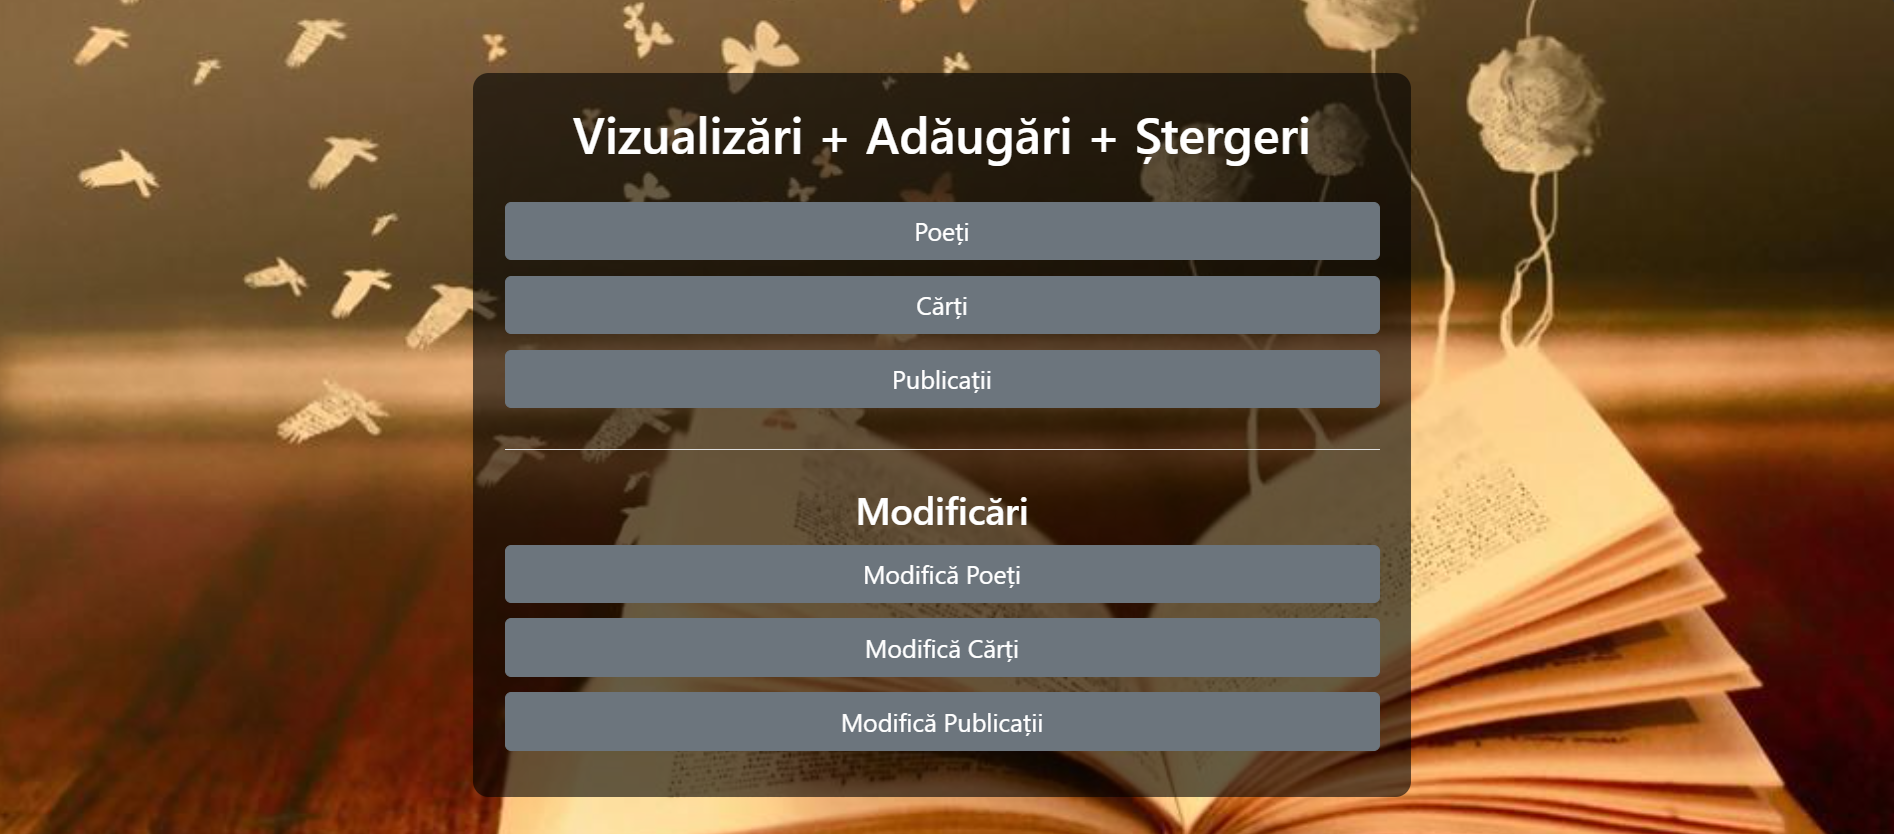 Vizualizări + Adăugări + Ștergeri
Poeți
Cărți
Publicații
Modificări
Modifică Poeți
Modifică Cărți
Modifică Publicații